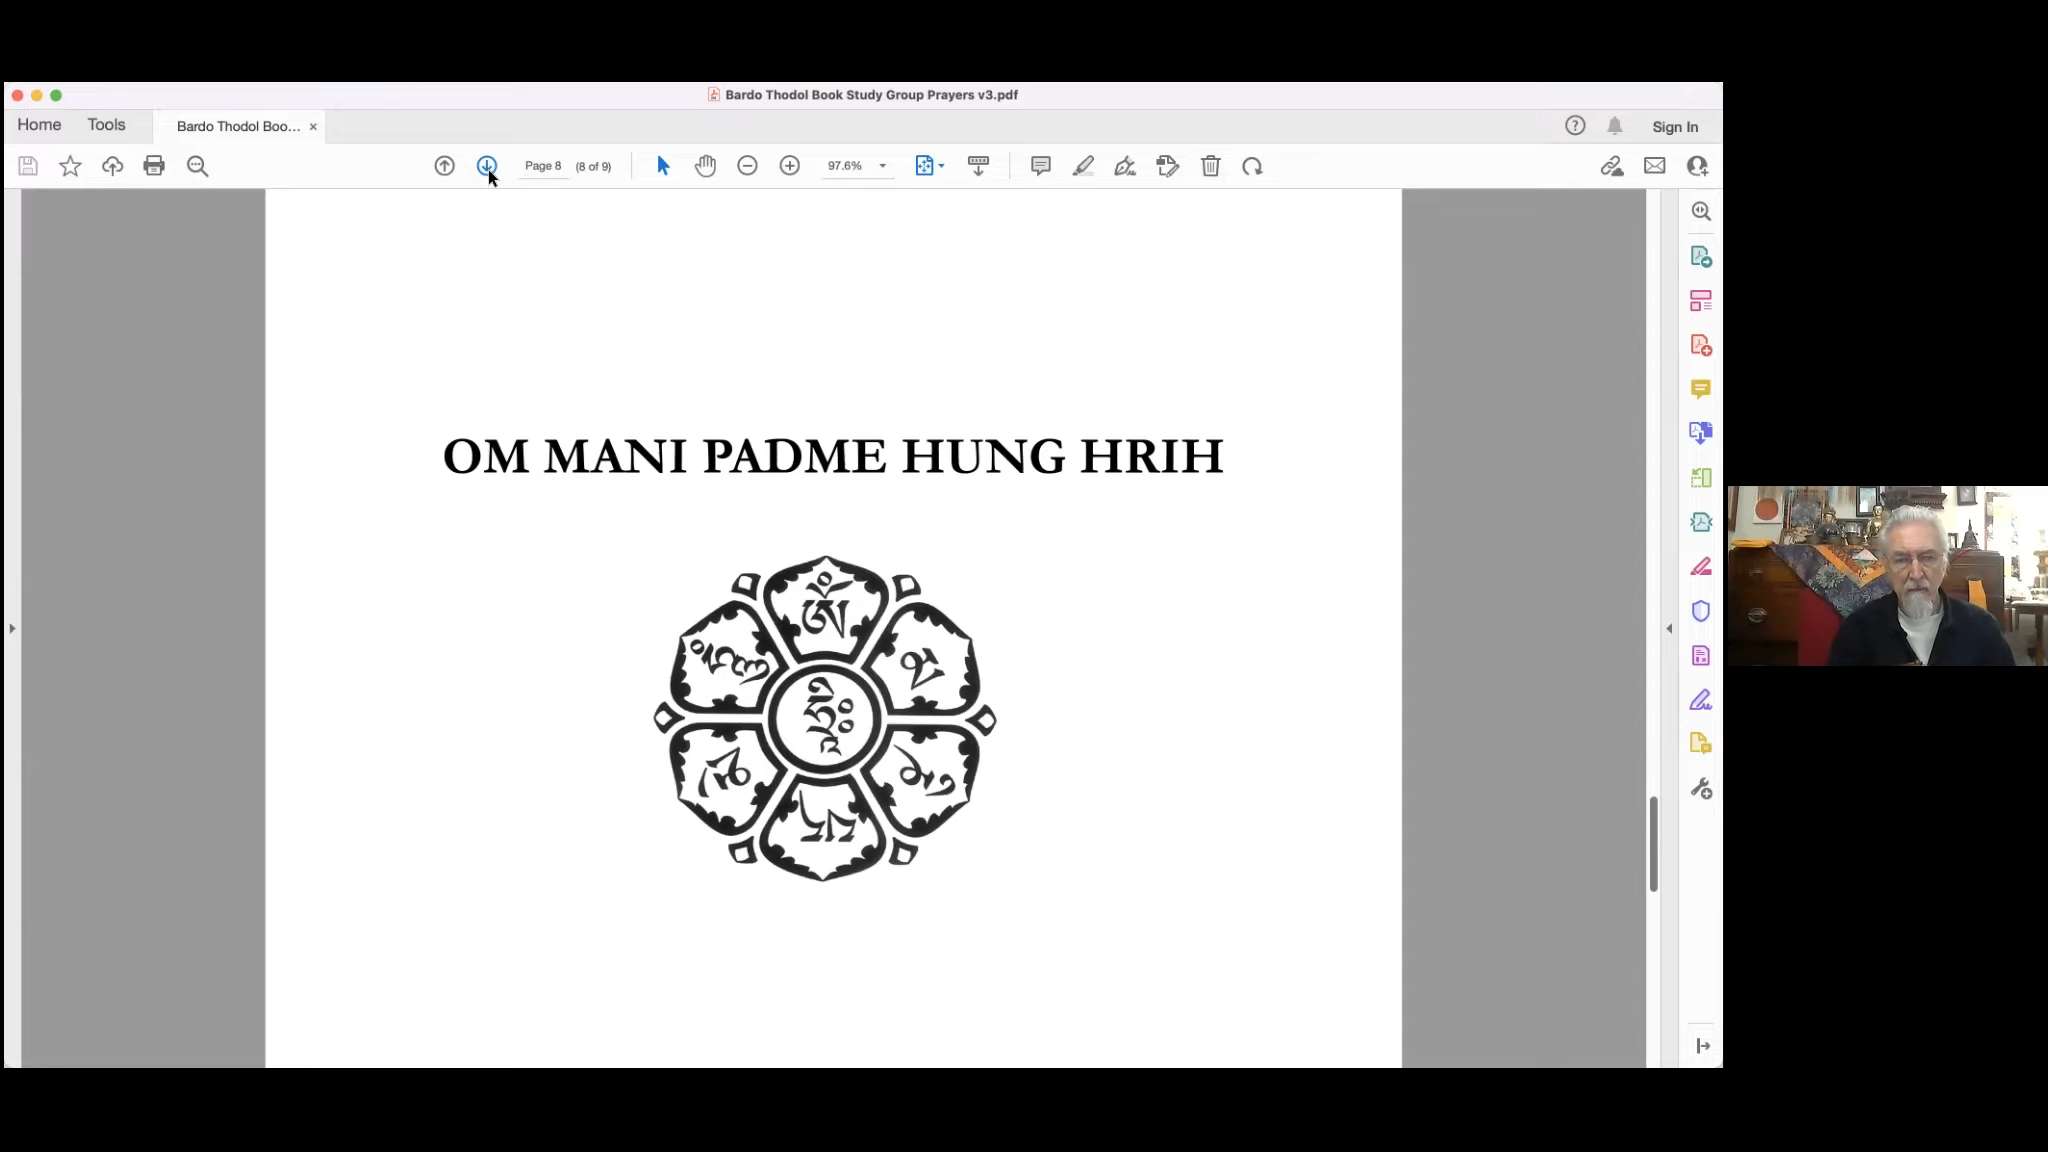 Bardo Thodol Book Study Group Prayers v3.pdf
Home
Tools
Bardo Thodol Boo... ×
Sign In
Page 8
(8 of 9)
97.6%
OM MANI PADME HUNG HRIH
ཨོཾ
མ
ཎི
པ
དྨེ
ཧཱུྃ
ཧྲཱིཿ